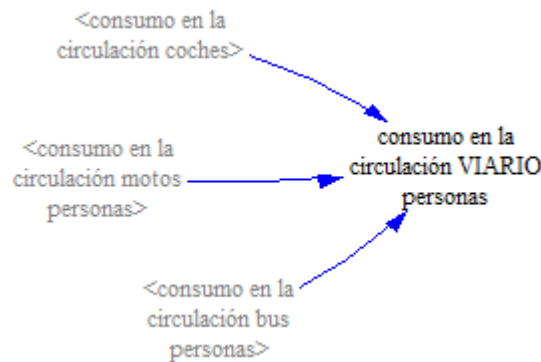 <consumo en la
circulación coches>
<consumo en la
circulación motos
personas>
consumo en la
circulación VIARIO
personas
<consumo en la
circulación bus
personas>